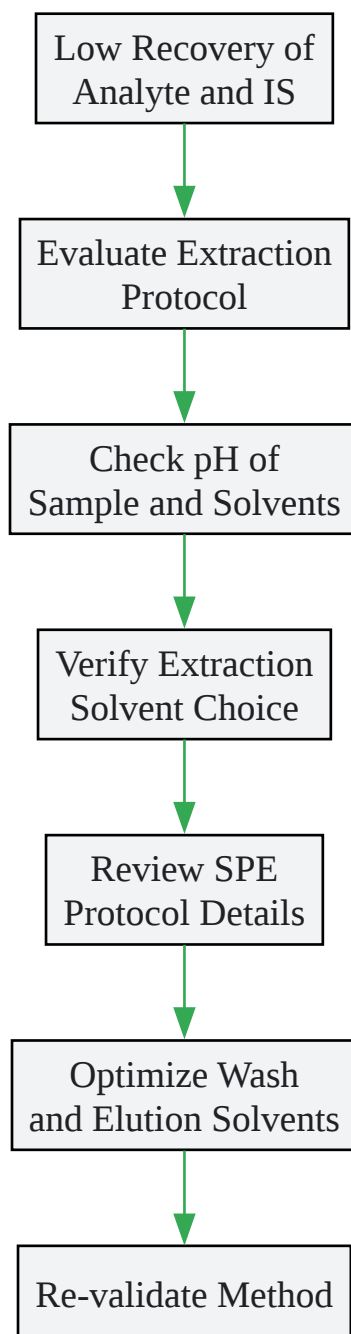 Low Recovery of
Analyte and IS
Evaluate Extraction
Protocol
Check pH of
Sample and Solvents
Verify Extraction
Solvent Choice
Review SPE
Protocol Details
Optimize Wash
and Elution Solvents
Re-validate Method